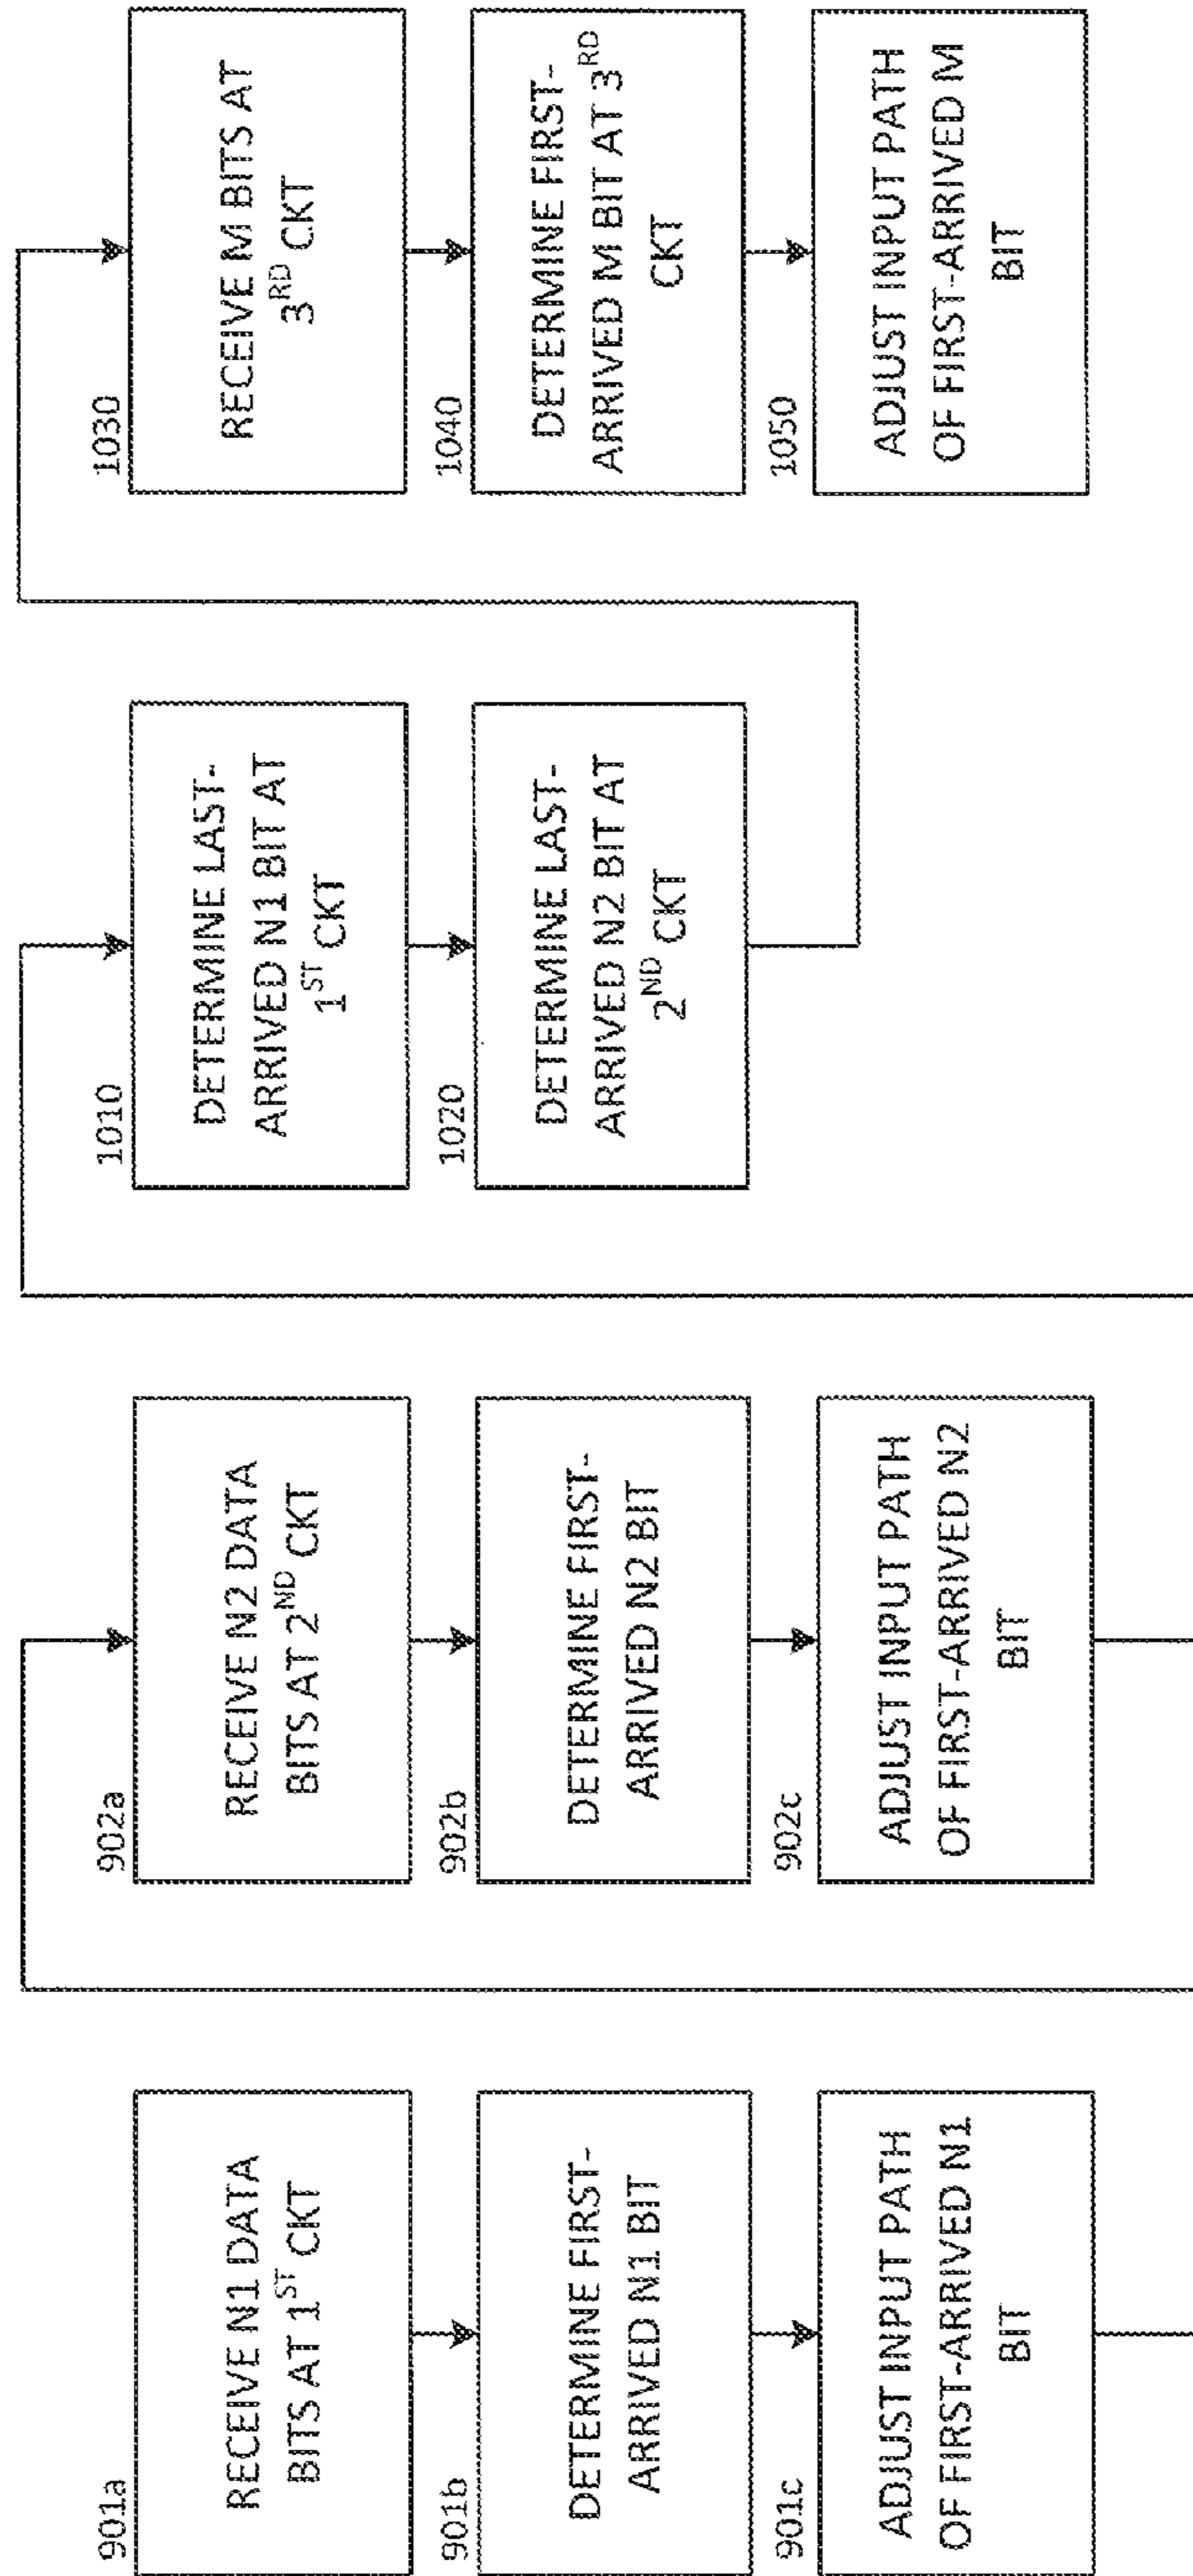 901a
RECEIVE N1 DATA
BITS AT 1ST CKT
901b
DETERMINE FIRST-
ARRIVED N1 BIT
901c
ADJUST INPUT PATH
OF FIRST-ARRIVED N1
BIT
902a
RECEIVE N2 DATA
BITS AT 2ND CKT
902b
DETERMINE FIRST-
ARRIVED N2 BIT
902c
ADJUST INPUT PATH
OF FIRST-ARRIVED N2
BIT
1010
DETERMINE LAST-
ARRIVED N1 BIT AT
1ST CKT
1020
DETERMINE LAST-
ARRIVED N2 BIT AT
2ND CKT
1030
RECEIVE M BITS AT
3RD CKT
1040
DETERMINE FIRST-
ARRIVED M BIT AT 3RD
CKT
1050
ADJUST INPUT PATH
OF FIRST-ARRIVED M
BIT